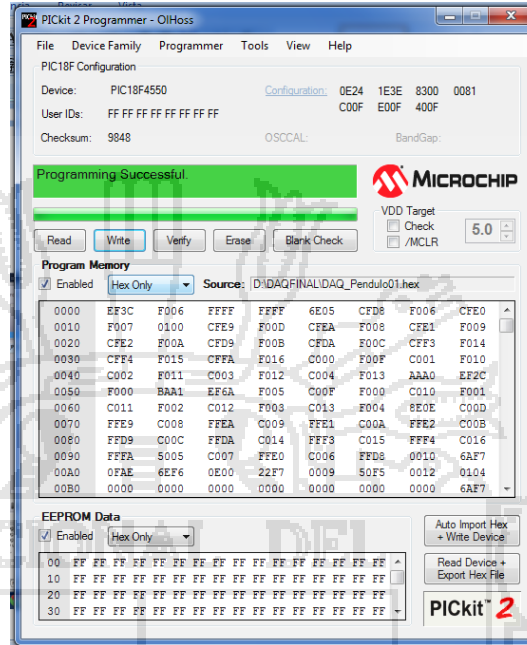 PICkit 2 Programmer - OlHoss
File Device Family Programmer Tools View Help
PIC18F Configuration
Device: PIC18F4550 Configuration: 0E24 1E3E 8300 0081
User IDs: FF FF FF FF FF FF FF FF C00F E00F 400F
Checksum: 9848 OSCCAL: BandGap:
Programming Successful.
MICROCHIP
Read Write Verify Erase Blank Check
VDD Target
Check
/MCLR
5.0
Program Memory
Enabled Hex Only Source: D:\DAQFINAL\DAQ_Pendulo01.hex
0000 EF3C F006 FFFF FFFF 6E05 CFD8 F006 CFE0
0010 F007 0100 CFE9 F00D CFEA F008 CFE1 F009
0020 CFE2 F00A CFD9 F00B CFDA F00C CFF3 F014
0030 CFF4 F015 CFFA F016 C000 F00F C001 F010
0040 C002 F011 C003 F012 C004 F013 AAA0 EF2C
0050 F000 BAA1 EF6A F005 C00F F000 C010 F001
0060 C011 F002 C012 F003 C013 F004 8E0E C00D
0070 FFE9 C008 FFEA C009 FFE1 C00A FFE2 C00B
0080 FFD9 C00C FFDA C014 FFF3 C015 FFF4 C016
0090 FFFA 5005 C007 FFE0 C006 FFD8 0010 6AF7
00A0 0FAE 6EF6 0E00 22F7 0009 50F5 0012 0104
00B0 0000 0000 0000 0000 0000 0000 0000 6AF7
EEPROM Data
Enabled Hex Only
00 FF FF FF FF FF FF FF FF FF FF FF FF FF FF FF FF
10 FF FF FF FF FF FF FF FF FF FF FF FF FF FF FF FF
20 FF FF FF FF FF FF FF FF FF FF FF FF FF FF FF FF
30 FF FF FF FF FF FF FF FF FF FF FF FF FF FF FF FF
Auto Import Hex
+ Write Device
Read Device +
Export Hex File
PICkit™ 2